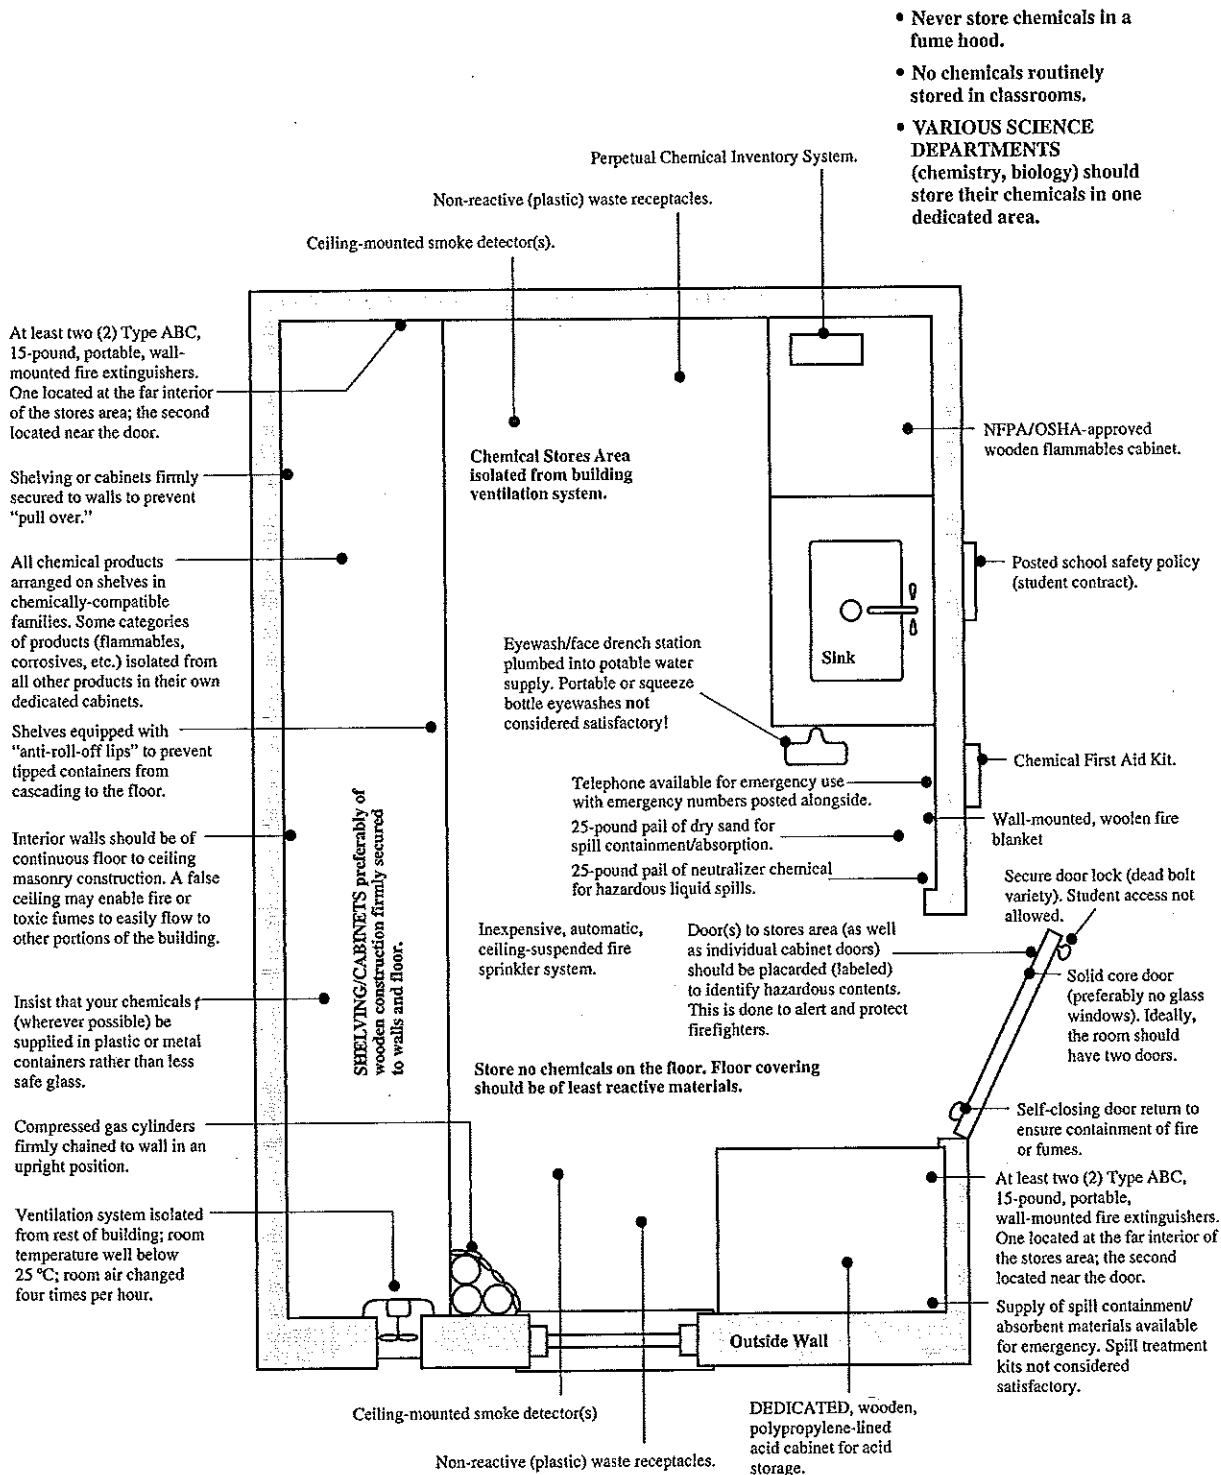 • Never store chemicals in a
fume hood.
• No chemicals routinely
stored in classrooms.
• VARIOUS SCIENCE
DEPARTMENTS
(chemistry, biology) should
store their chemicals in one
dedicated area.
Perpetual Chemical Inventory System.
Non-reactive (plastic) waste receptacles.
Ceiling-mounted smoke detector(s).
At least two (2) Type ABC,
15-pound, portable, wall-
mounted fire extinguishers.
One located at the far interior
of the stores area; the second
located near the door.
Shelving or cabinets firmly
secured to walls to prevent
"pull over."
All chemical products
arranged on shelves in
chemically-compatible
families. Some categories
of products (flammables,
corrosives, etc.) isolated from
all other products in their own
dedicated cabinets.
Shelves equipped with
"anti-roll-off lips" to prevent
tipped containers from
cascading to the floor.
Interior walls should be of
continuous floor to ceiling
masonry construction. A false
ceiling may enable fire or
toxic fumes to easily flow to
other portions of the building.
Insist that your chemicals
(wherever possible) be
supplied in plastic or metal
containers rather than less
safe glass.
Compressed gas cylinders
firmly chained to wall in an
upright position.
Ventilation system isolated
from rest of building; room
temperature well below
25 °C; room air changed
four times per hour.
SHELVING/CABINETS preferably of
wooden construction firmly secured
to walls and floor.
Chemical Stores Area
isolated from building
ventilation system.
Eyewash/face drench station
plumbed into potable water
supply. Portable or squeeze
bottle eyewashes not
considered satisfactory!
Sink
Telephone available for emergency use
with emergency numbers posted alongside.
25-pound pail of dry sand for
spill containment/absorption.
25-pound pail of neutralizer chemical
for hazardous liquid spills.
Inexpensive, automatic,
ceiling-suspended fire
sprinkler system.
Door(s) to stores area (as well
as individual cabinet doors)
should be placarded (labeled)
to identify hazardous contents.
This is done to alert and protect
firefighters.
Store no chemicals on the floor. Floor covering
should be of least reactive materials.
NFPA/OSHA-approved
wooden flammables cabinet.
Posted school safety policy
(student contract).
Chemical First Aid Kit.
Wall-mounted, woolen fire
blanket
Secure door lock (dead bolt
variety). Student access not
allowed.
Solid core door
(preferably no glass
windows). Ideally,
the room should
have two doors.
Self-closing door return to
ensure containment of fire
or fumes.
At least two (2) Type ABC,
15-pound, portable,
wall-mounted fire extinguishers.
One located at the far interior of
the stores area; the second
located near the door.
Supply of spill containment/
absorbent materials available
for emergency. Spill treatment
kits not considered
satisfactory.
Outside Wall
Ceiling-mounted smoke detector(s)
Non-reactive (plastic) waste receptacles.
DEDICATED, wooden,
polypropylene-lined
acid cabinet for acid
storage.